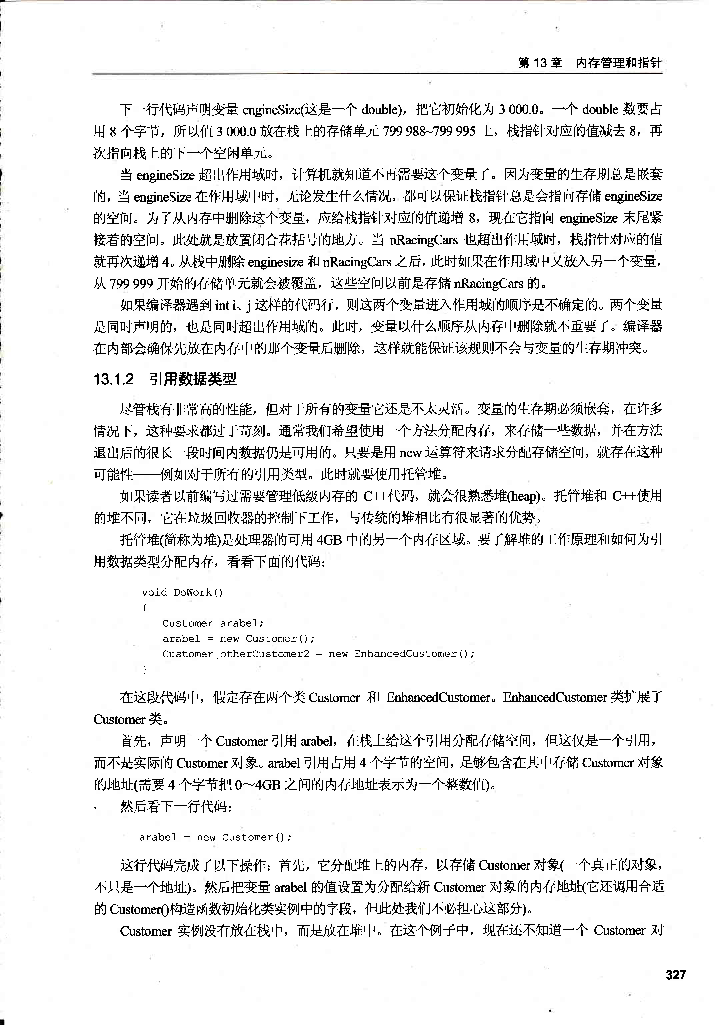 第 13 章 内存管理和指针
下一行代码声明变量 engineSize(这是一个 double)，把它初始化为 3 000.0。一个 double 数要占
用 8 个字节，所以值 3 000.0 放在栈上的存储单元 799 988~799 995 上，栈指针对应的值减去 8，再
次指向栈上的下一个空闲单元。
当 engineSize 超出作用域时，计算机就知道不再需要这个变量了。因为变量的生存期总是嵌套
的，当 engineSize 在作用域中时，无论发生什么情况，都可以保证栈指针总是会指向存储 engineSize
的空间。为了从内存中删除这个变量，应给栈指针对应的值递增 8，现在它指向 engineSize 末尾紧
接着的空间。此处就是放置闭合花括号的地方。当 nRacingCars 也超出作用域时，栈指针对应的值
就再次递增 4。从栈中删除 enginesize 和 nRacingCars 之后，此时如果在作用域中又放入另一个变量，
从 799 999 开始的存储单元就会被覆盖，这些空间以前是存储 nRacingCars 的。
如果编译器遇到 int i、j 这样的代码行，则这两个变量进入作用域的顺序是不确定的。两个变量
是同时声明的，也是同时超出作用域的。此时，变量以什么顺序从内存中删除就不重要了。编译器
在内部会确保先放在内存中的那个变量后删除，这样就能保证该规则不会与变量的生存期冲突。
13.1.2 引用数据类型
尽管栈有非常高的性能，但对于所有的变量它还是不太灵活。变量的生存期必须嵌套，在许多
情况下，这种要求都过于苛刻。通常我们希望使用一个方法分配内存，来存储一些数据，并在方法
退出后的很长一段时间内数据仍是可用的。只要是用 new 运算符来请求分配存储空间，就存在这种
可能性——例如对于所有的引用类型。此时就要使用托管堆。
如果读者以前编写过需要管理低级内存的 C++代码，就会很熟悉堆(heap)。托管堆和 C++使用
的堆不同，它在垃圾回收器的控制下工作，与传统的堆相比有很显著的优势。
托管堆(简称为堆)是处理器的可用 4GB 中的另一个内存区域。要了解堆的工作原理和如何为引
用数据类型分配内存，看看下面的代码：
void DoWork()
{
Customer arabel;
arabel = new Customer();
Customer otherCustomer2 = new EnhancedCustomer();
}
在这段代码中，假定存在两个类 Customer 和 EnhancedCustomer。EnhancedCustomer 类扩展了
Customer 类。
首先，声明一个 Customer 引用 arabel，在栈上给这个引用分配存储空间，但这仅是一个引用，
而不是实际的 Customer 对象。arabel 引用占用 4 个字节的空间，足够包含在其中存储 Customer 对象
的地址(需要 4 个字节把 0～4GB 之间的内存地址表示为一个整数值)。
然后看下一行代码：
arabel = new Customer();
这行代码完成了以下操作：首先，它分配堆上的内存，以存储 Customer 对象(一个真正的对象，
不只是一个地址)。然后把变量 arabel 的值设置为分配给新 Customer 对象的内存地址(它还调用合适
的 Customer()构造函数初始化类实例中的字段，但此处我们不必担心这部分)。
Customer 实例没有放在栈中，而是放在堆中。在这个例子中，现在还不知道一个 Customer 对
327